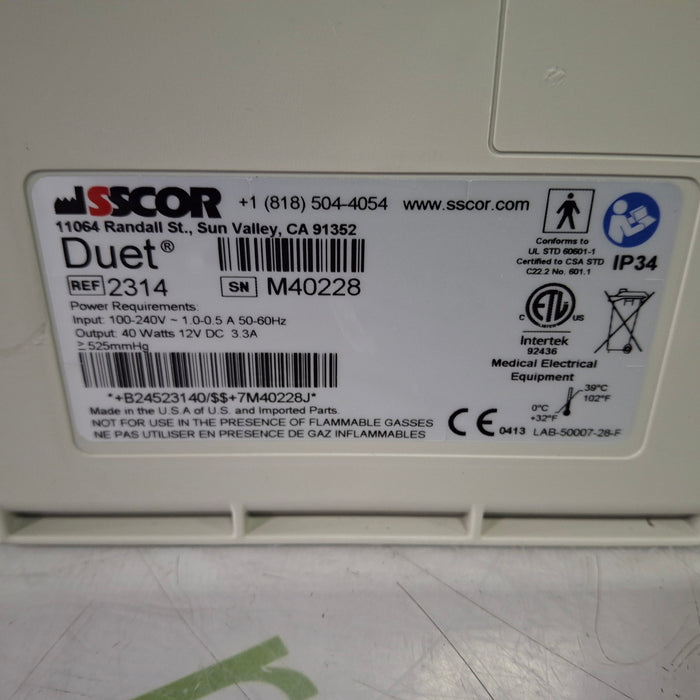 SSCOR +1 (818) 504-4054 www.sscor.com
11064 Randall St., Sun Valley, CA 91352
Duet®
REF 2314 SN M40228
Power Requirements:
Input: 100-240V ~ 1.0-0.5 A 50-60Hz
Output: 40 Watts 12V DC 3.3A
≥ 525mmHg
*+B24523140/$$+7M40228J*
Made in the U.S.A of U.S. and Imported Parts.
NOT FOR USE IN THE PRESENCE OF FLAMMABLE GASSES
NE PAS UTILISER EN PRESENCE DE GAZ INFLAMMABLES
Conforms to
UL STD 60601-1
Certified to CSA STD
C22.2 No. 601.1
IP34
C ETL US
LISTED
Intertek
92436
Medical Electrical
Equipment
39°C
102°F
0°C
+32°F
CE 0413 LAB-50007-28-F